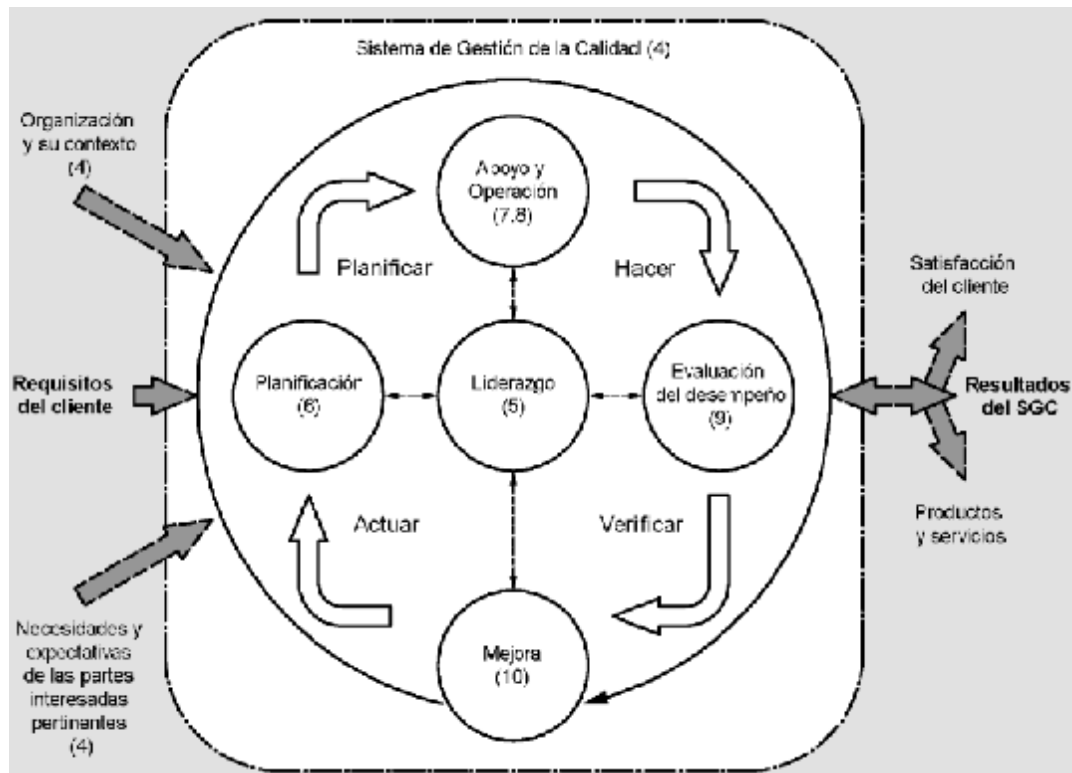 Sistema de Gestión de la Calidad (4)
Organización
y su contexto
(4)
Requisitos
del cliente
Necesidades y
expectativas
de las partes
interesadas
pertinentes
(4)
Apoyo y
Operación
(7,8)
Planificar
Hacer
Planificación
(6)
Liderazgo
(5)
Evaluación
del desempeño
(9)
Actuar
Verificar
Mejora
(10)
Satisfacción
del cliente
Resultados
del SGC
Productos
y servicios